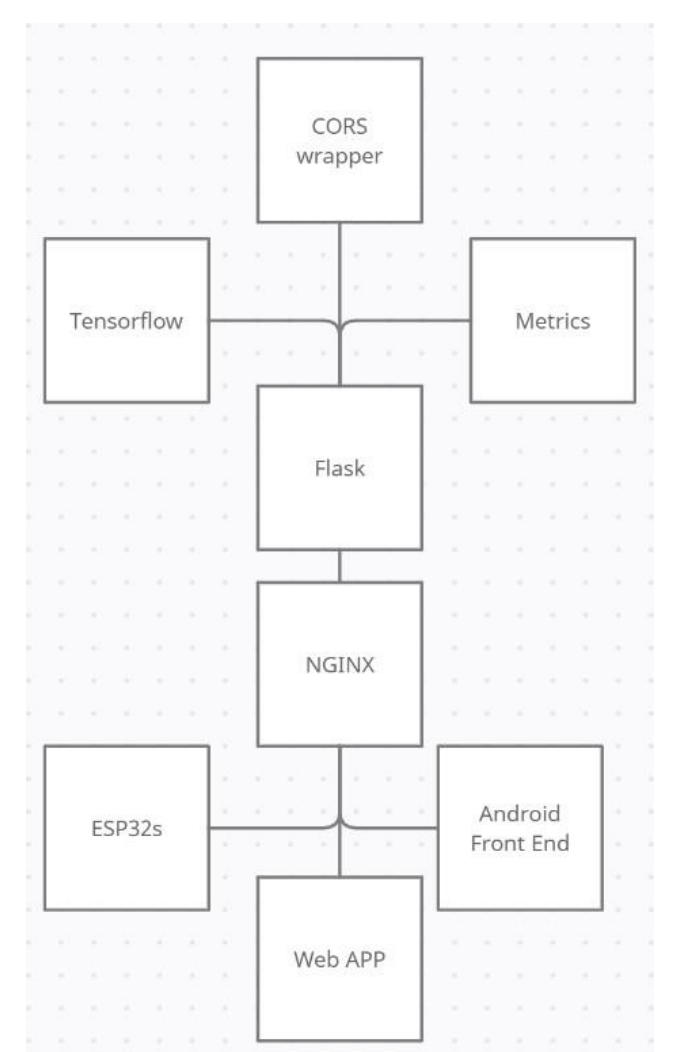 CORS
wrapper
Tensorflow
Metrics
Flask
NGINX
ESP32s
Android
Front End
Web APP